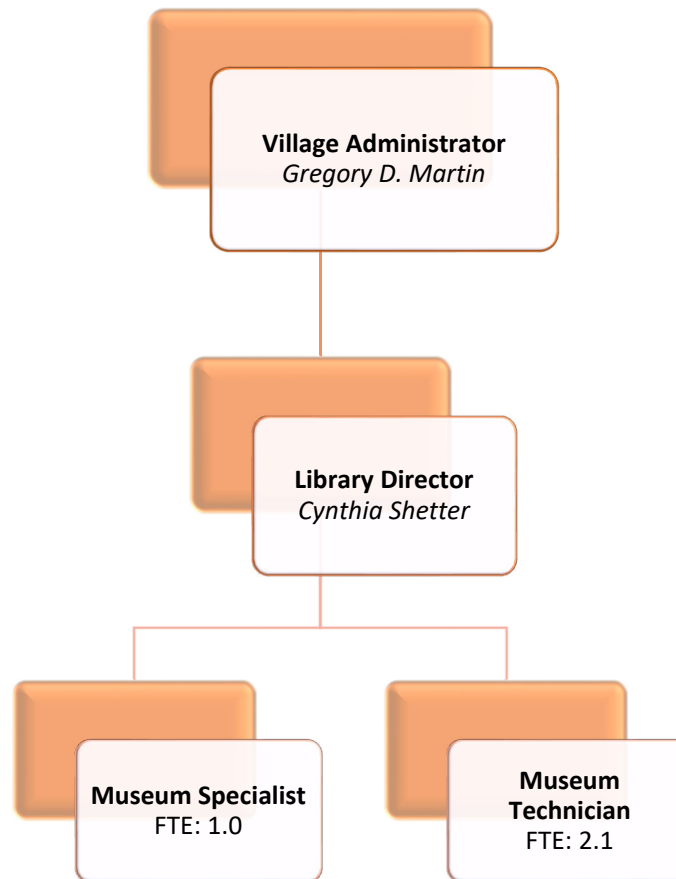 Village Administrator
Gregory D. Martin
Library Director
Cynthia Shetter
Museum Specialist
FTE: 1.0
Museum
Technician
FTE: 2.1